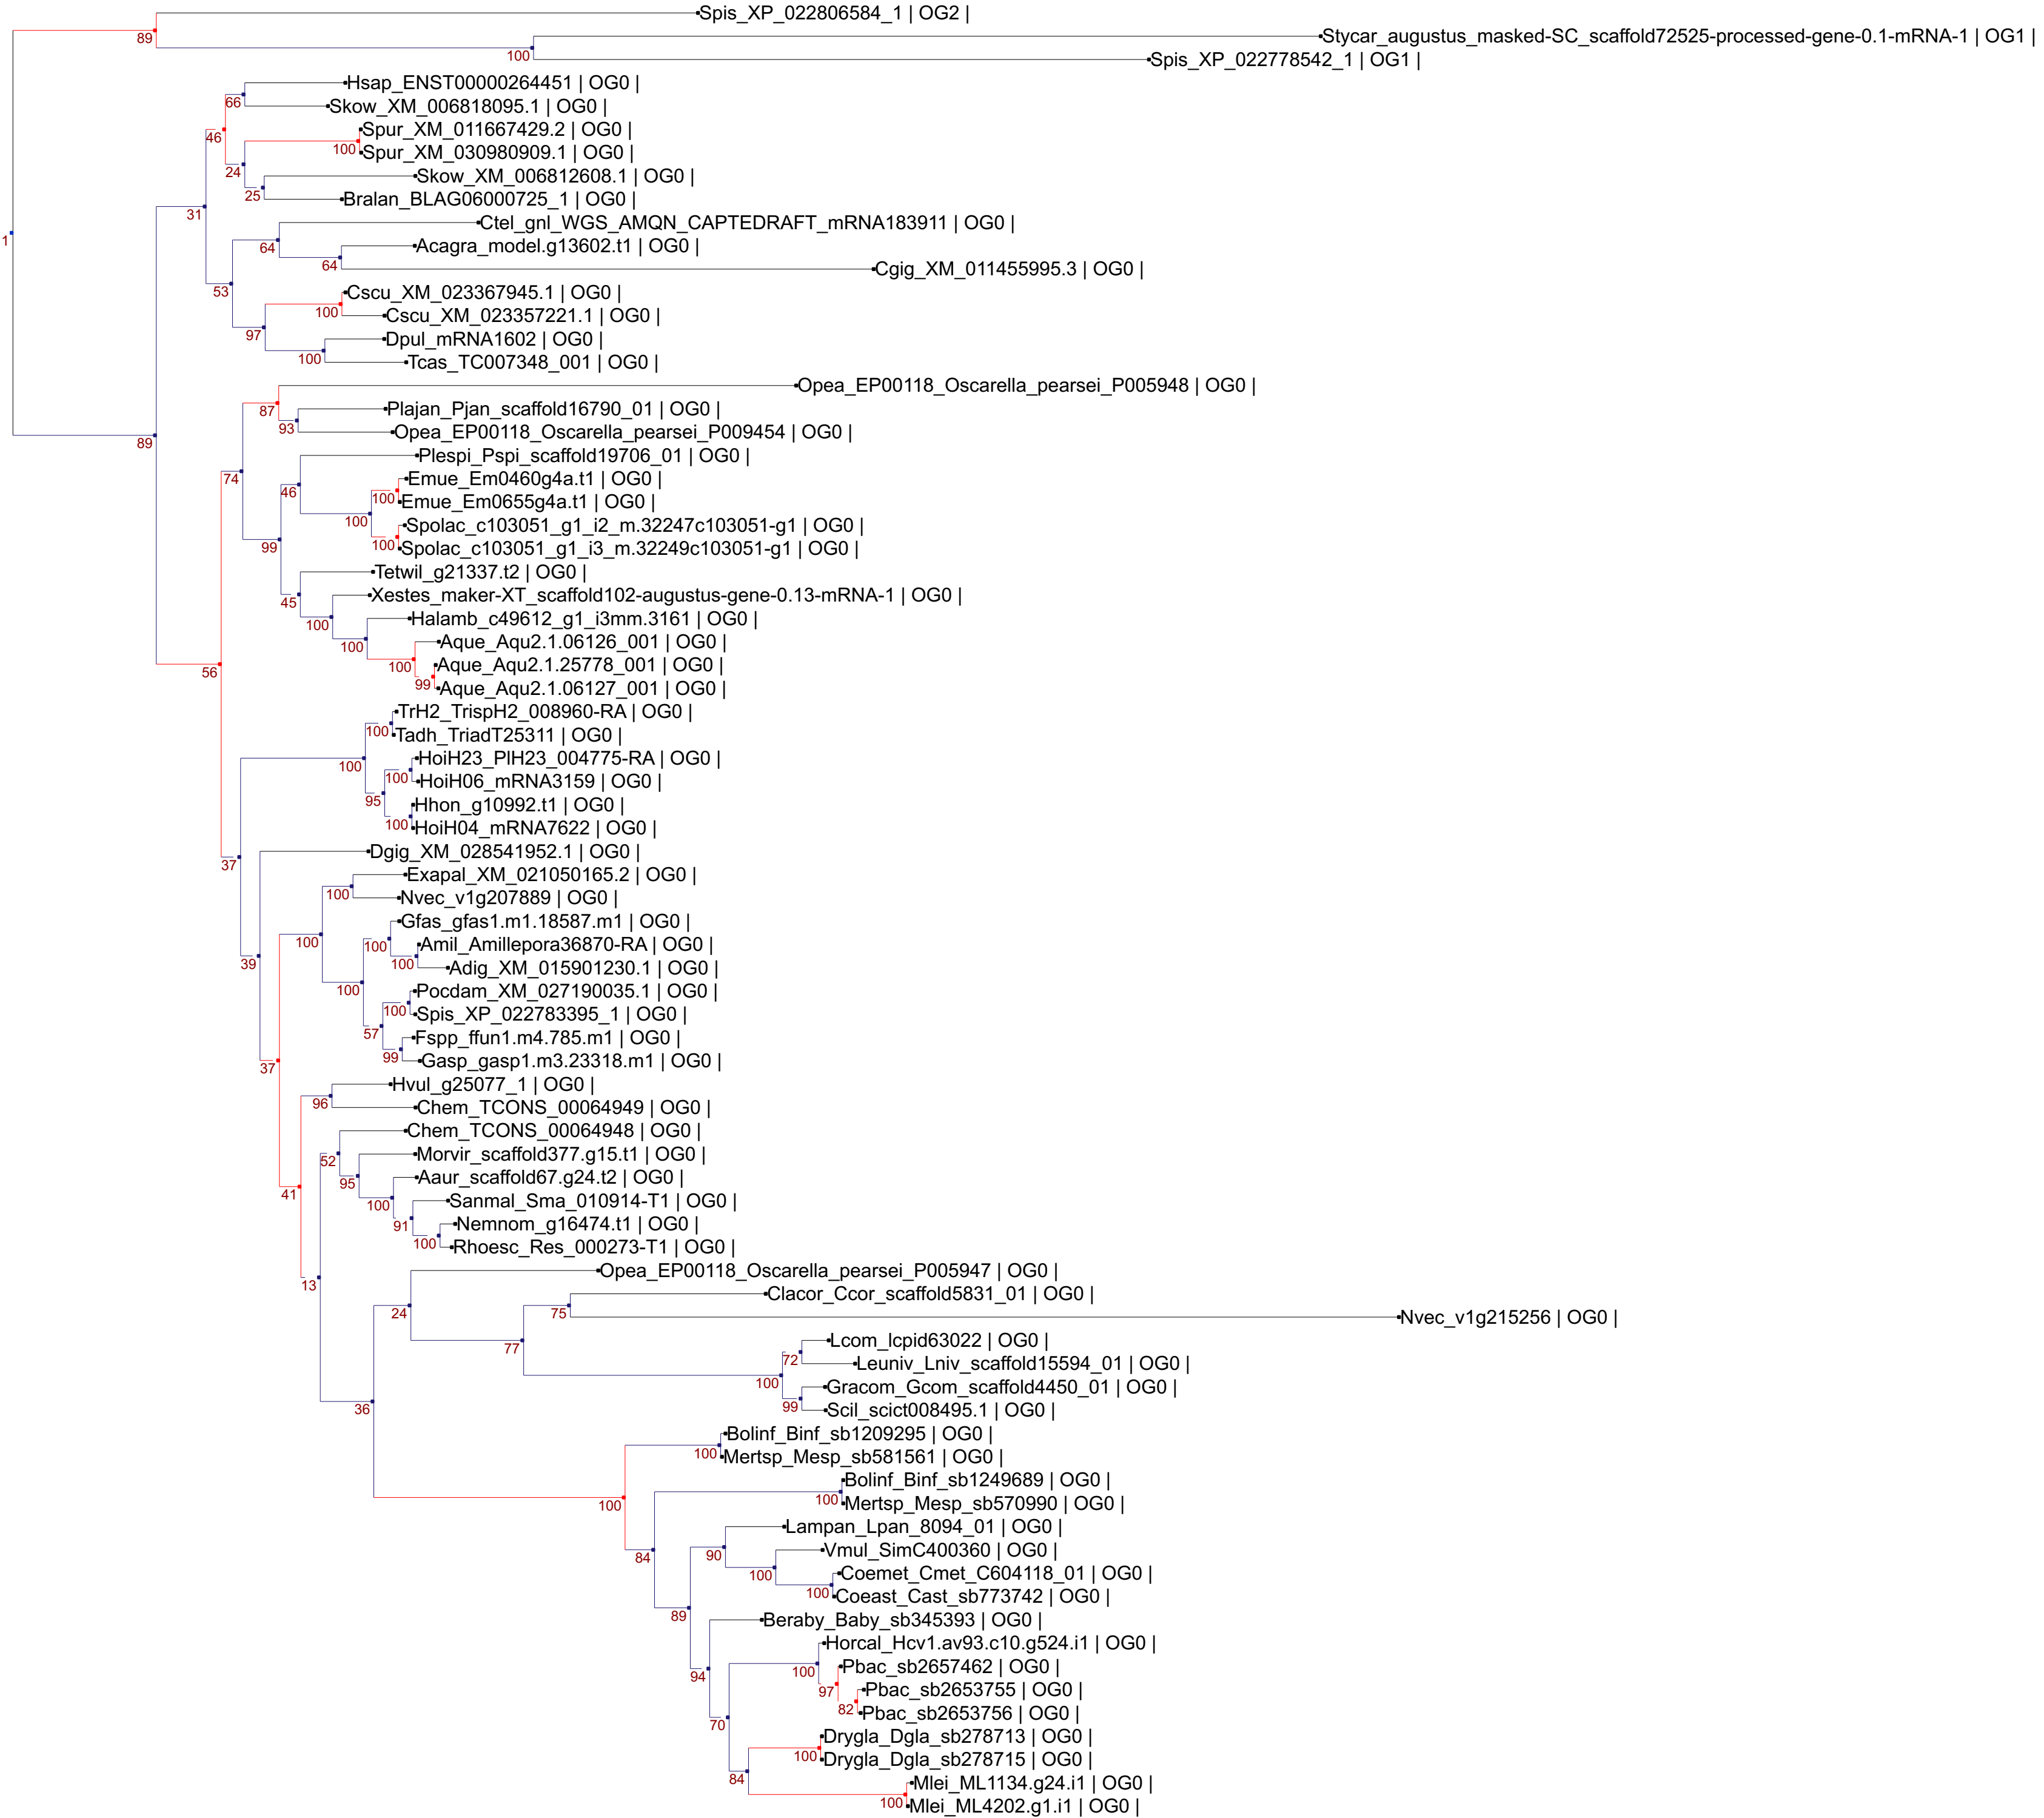 Spis_XP_022806584_1 | OG2 |
89
Stycar_augustus_masked-SC_scaffold72525-processed-gene-0.1-mRNA-1 | OG1 |
100
Spis_XP_022778542_1 | OG1 |
Hsap_ENST00000264451 | OG0 |
66
Skow_XM_006818095.1 | OG0 |
46
Spur_XM_011667429.2 | OG0 |
100
Spur_XM_030980909.1 | OG0 |
24
Skow_XM_006812608.1 | OG0 |
25
Bralan_BLAG06000725_1 | OG0 |
31
1
Ctel_gnl_WGS_AMQN_CAPTEDRAFT_mRNA183911 | OG0 |
64
Acagra_model.g13602.t1 | OG0 |
64
Cgig_XM_011455995.3 | OG0 |
53
Cscu_XM_023367945.1 | OG0 |
100
Cscu_XM_023357221.1 | OG0 |
97
Dpul_mRNA1602 | OG0 |
100
Tcas_TC007348_001 | OG0 |
Opea_EP00118_Oscarella_pearsei_P005948 | OG0 |
87
Plajan_Pjan_scaffold16790_01 | OG0 |
93
Opea_EP00118_Oscarella_pearsei_P009454 | OG0 |
89
Plespi_Pspi_scaffold19706_01 | OG0 |
74
Emue_Em0460g4a.t1 | OG0 |
46
100
Emue_Em0655g4a.t1 | OG0 |
100
Spolac_c103051_g1_i2_m.32247c103051-g1 | OG0 |
100
Spolac_c103051_g1_i3_m.32249c103051-g1 | OG0 |
99
Tetwil_g21337.t2 | OG0 |
45
Xestes_maker-XT_scaffold102-augustus-gene-0.13-mRNA-1 | OG0 |
100
Halamb_c49612_g1_i3mm.3161 | OG0 |
100
Aque_Aqu2.1.06126_001 | OG0 |
100
Aque_Aqu2.1.25778_001 | OG0 |
99
Aque_Aqu2.1.06127_001 | OG0 |
56
TrH2_TrispH2_008960-RA | OG0 |
100
Tadh_TriadT25311 | OG0 |
100
HoiH23_PlH23_004775-RA | OG0 |
100
HoiH06_mRNA3159 | OG0 |
95
Hhon_g10992.t1 | OG0 |
100
HoiH04_mRNA7622 | OG0 |
37
Dgig_XM_028541952.1 | OG0 |
Exapal_XM_021050165.2 | OG0 |
100
Nvec_v1g207889 | OG0 |
100
Gfas_gfas1.m1.18587.m1 | OG0 |
100
Amil_Amillepora36870-RA | OG0 |
100
Adig_XM_015901230.1 | OG0 |
39
100
Pocdam_XM_027190035.1 | OG0 |
100
Spis_XP_022783395_1 | OG0 |
57
Fspp_ffun1.m4.785.m1 | OG0 |
99
Gasp_gasp1.m3.23318.m1 | OG0 |
37
Hvul_g25077_1 | OG0 |
96
Chem_TCONS_00064949 | OG0 |
41
Chem_TCONS_00064948 | OG0 |
52
Morvir_scaffold377.g15.t1 | OG0 |
95
Aaur_scaffold67.g24.t2 | OG0 |
100
Sanmal_Sma_010914-T1 | OG0 |
91
Nemnom_g16474.t1 | OG0 |
100
Rhoesc_Res_000273-T1 | OG0 |
13
Opea_EP00118_Oscarella_pearsei_P005947 | OG0 |
24
Clacor_Ccor_scaffold5831_01 | OG0 |
75
Nvec_v1g215256 | OG0 |
77
Lcom_lcpid63022 | OG0 |
72
Leuniv_Lniv_scaffold15594_01 | OG0 |
100
Gracom_Gcom_scaffold4450_01 | OG0 |
99
Scil_scict008495.1 | OG0 |
36
Bolinf_Binf_sb1209295 | OG0 |
100
Mertsp_Mesp_sb581561 | OG0 |
100
Bolinf_Binf_sb1249689 | OG0 |
100
Mertsp_Mesp_sb570990 | OG0 |
84
Lampan_Lpan_8094_01 | OG0 |
90
Vmul_SimC400360 | OG0 |
100
Coemet_Cmet_C604118_01 | OG0 |
100
Coeast_Cast_sb773742 | OG0 |
89
Beraby_Baby_sb345393 | OG0 |
94
Horcal_Hcv1.av93.c10.g524.i1 | OG0 |
100
Pbac_sb2657462 | OG0 |
97
Pbac_sb2653755 | OG0 |
82
Pbac_sb2653756 | OG0 |
70
Drygla_Dgla_sb278713 | OG0 |
100
Drygla_Dgla_sb278715 | OG0 |
84
Mlei_ML1134.g24.i1 | OG0 |
100
Mlei_ML4202.g1.i1 | OG0 |